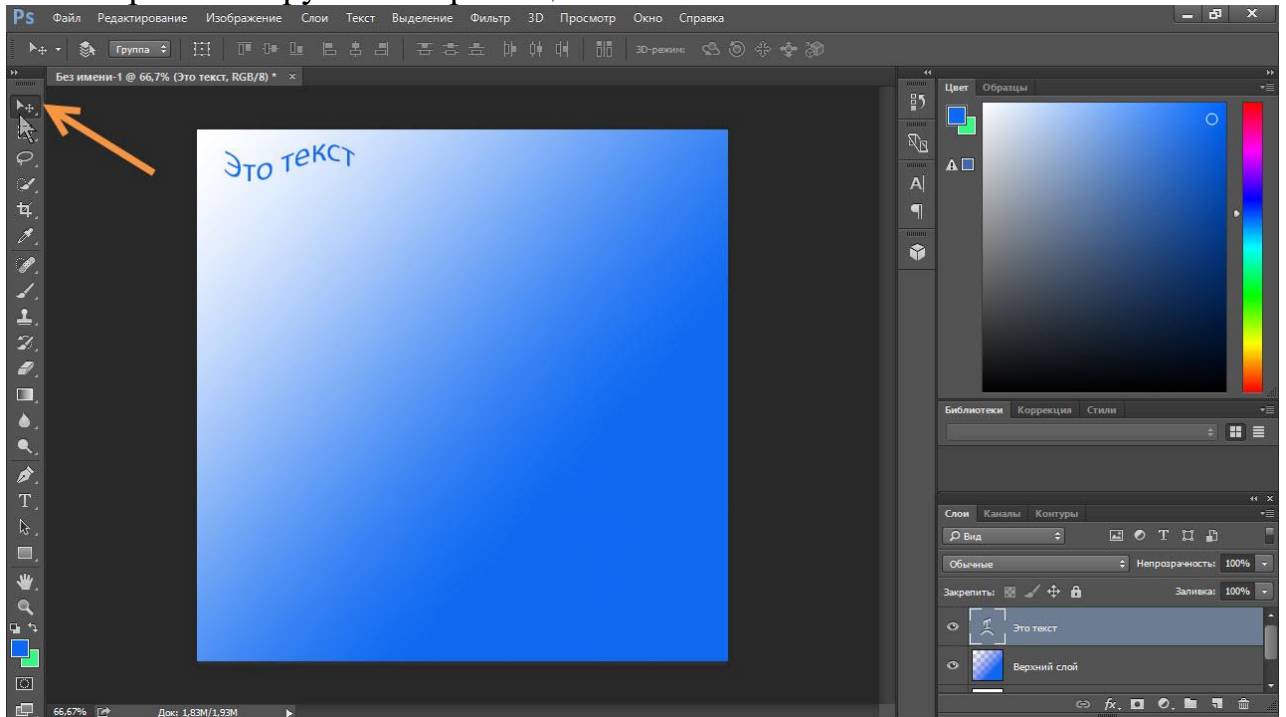 Ps Файл Редактирование Изображение Слои Текст Выделение Фильтр 3D Просмотр Окно Справка
Группа 3D-режим:
Без имени-1 @ 66,7% (Это текст, RGB/8) * ×
Цвет Образцы
Это текст
A|
Библиотеки Коррекция Стили
T
Слои Каналы Контуры
Вид T
Обычные Непрозрачность: 100%
Закрепить: Заливка: 100%
Это текст
Верхний слой
fx
66,67% Док: 1,83M/1,93M